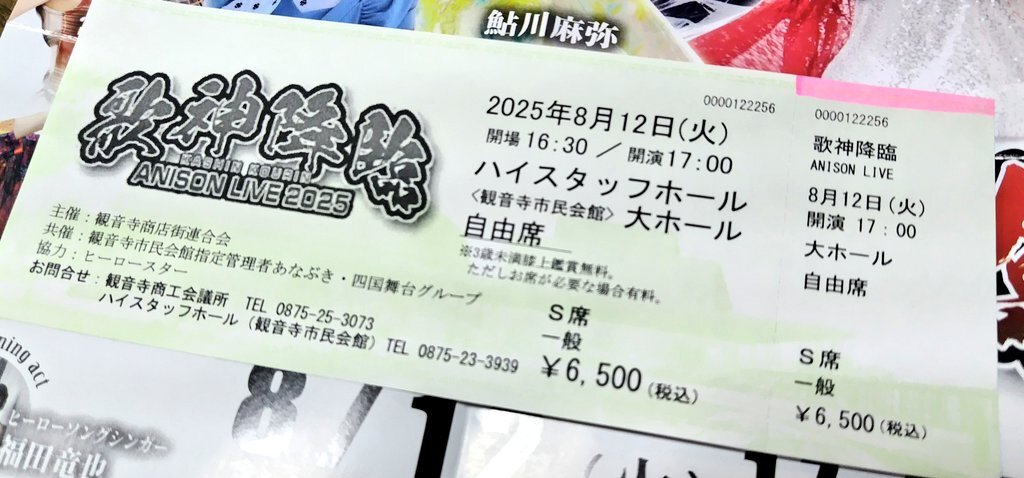 鮎川麻弥
歌神降臨
KASHIN KOURIN
ANISON LIVE 2025
主催：観音寺商店街連合会
共催：観音寺市民会館指定管理者あなぶき・四国舞台グループ
協力：ヒーロースター
お問合せ：観音寺商工会議所 TEL 0875-25-3073
ハイスタッフホール（観音寺市民会館）TEL 0875-23-3939
0000122256
2025年8月12日(火)
開場16:30 ／ 開演17:00
ハイスタッフホール
〈観音寺市民会館〉大ホール
自由席
※3歳未満膝上鑑賞無料。
ただしお席が必要な場合有料。
S席
一般
￥6,500(税込)
0000122256
歌神降臨
ANISON LIVE
8月12日(火)
開演 17：00
大ホール
自由席
S席
一般
￥6,500(税込)
ning act
ヒーローソングシンガー
福田竜也
8/1